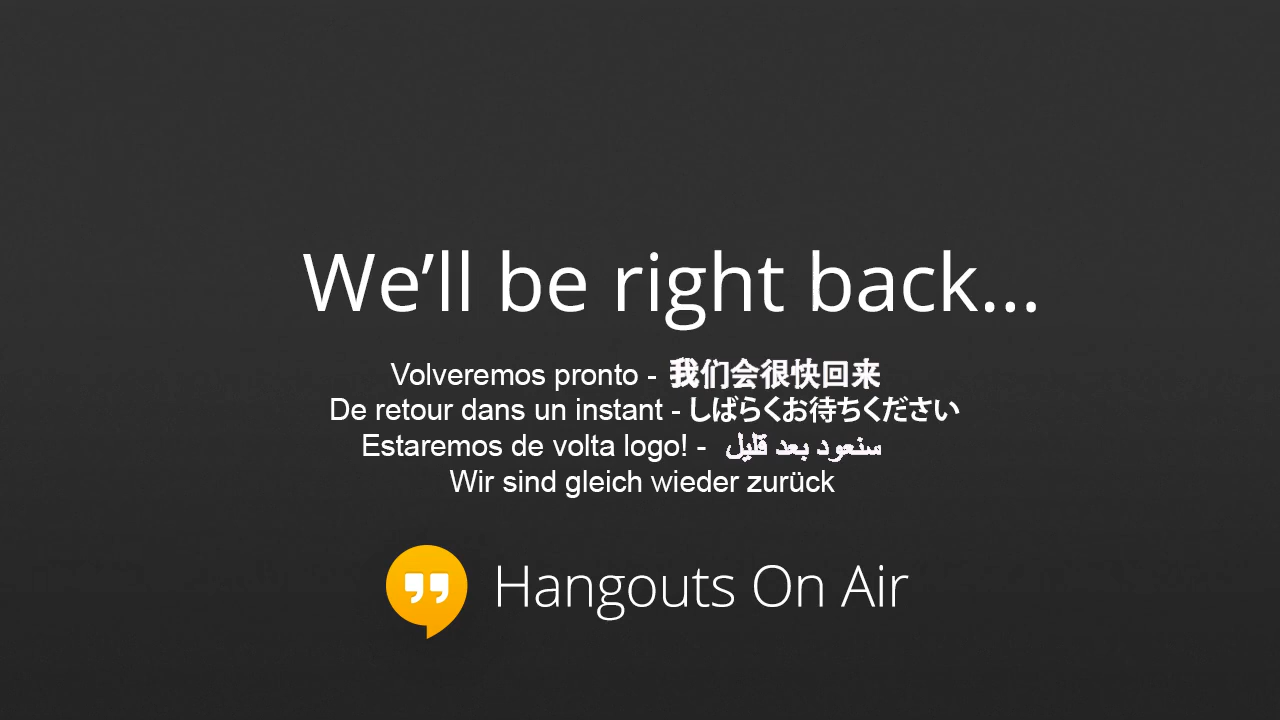 We’ll be right back...
Volveremos pronto - 我们会很快回来
De retour dans un instant - しばらくお待ちください
Estaremos de volta logo! - سنعود بعد قليل
Wir sind gleich wieder zurück
Hangouts On Air